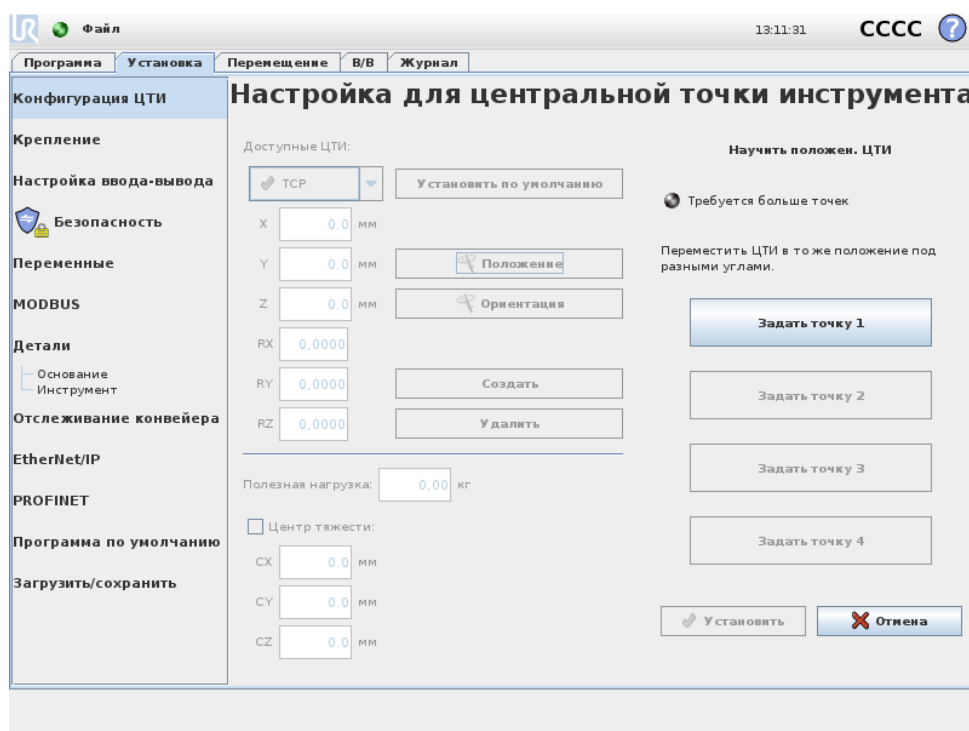 UR Файл 13:11:31 CCCC ?
Программа Установка Перемещение В/В Журнал
Конфигурация ЦТИ
Крепление
Настройка ввода-вывода
Безопасность
Переменные
MODBUS
Детали
Основание
Инструмент
Отслеживание конвейера
EtherNet/IP
PROFINET
Программа по умолчанию
Загрузить/сохранить
Настройка для центральной точки инструмента
Доступные ЦТИ:
TCP Установить по умолчанию
X 0.0 мм
Y 0.0 мм Положение
Z 0.0 мм Ориентация
RX 0,0000
RY 0,0000 Создать
RZ 0,0000 Удалить
Полезная нагрузка: 0,00 кг
Центр тяжести:
CX 0.0 мм
CY 0.0 мм
CZ 0.0 мм
Научить положен. ЦТИ
Требуется больше точек
Переместить ЦТИ в то же положение под
разными углами.
Задать точку 1
Задать точку 2
Задать точку 3
Задать точку 4
Установить Отмена